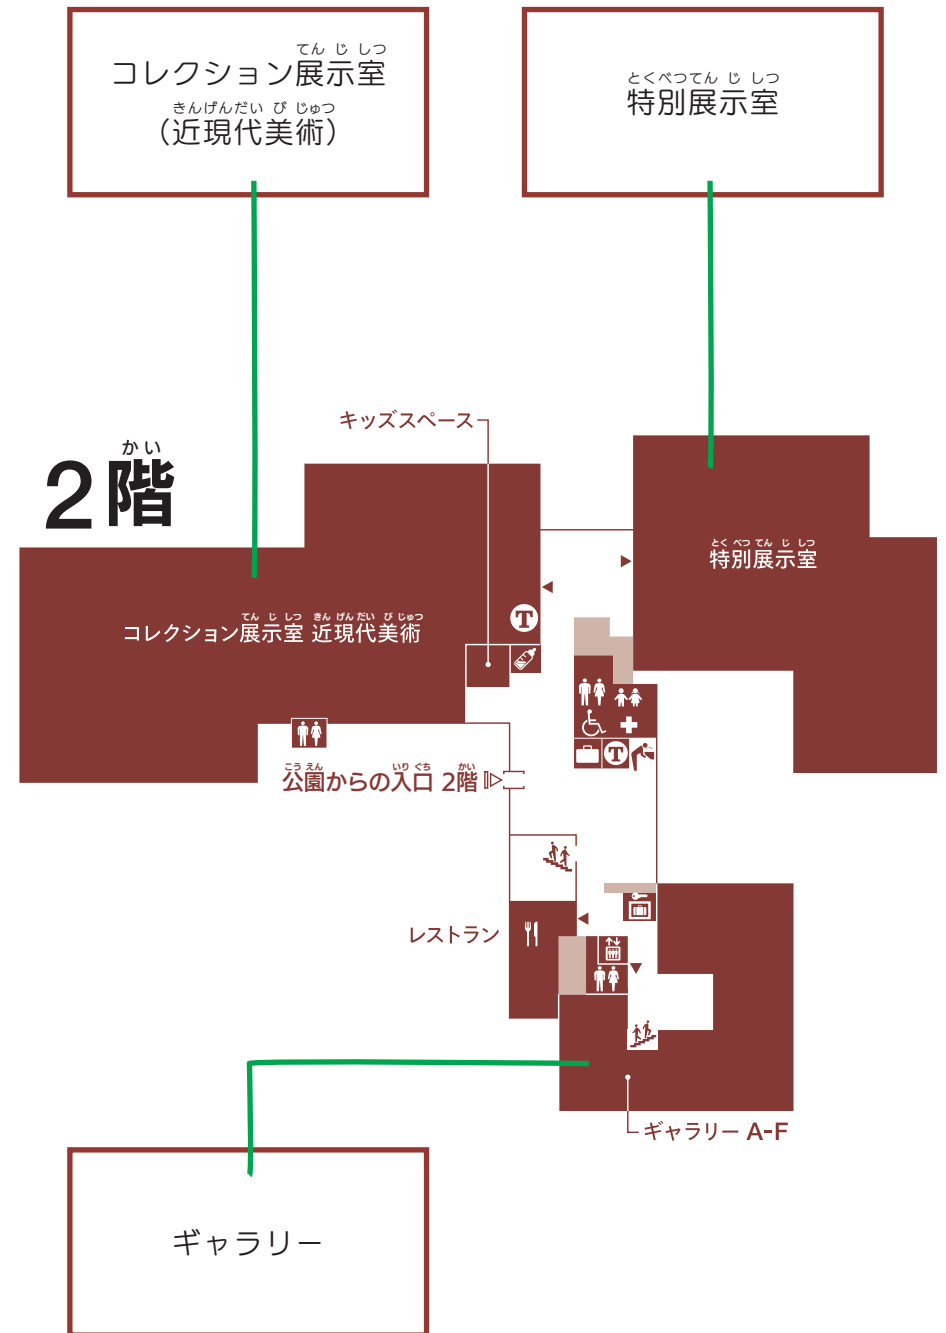 てんじしつ
コレクション展示室
きんげんだいびじゅつ
（近現代美術）
とくべつてんじしつ
特別展示室
キッズスペース
かい
2階
とくべつてんじしつ
特別展示室
てんじしつ きんげんだいびじゅつ
コレクション展示室 近現代美術
T
T
こうえん いりぐち かい
公園からの入口 2階
レストラン
ギャラリー A-F
ギャラリー